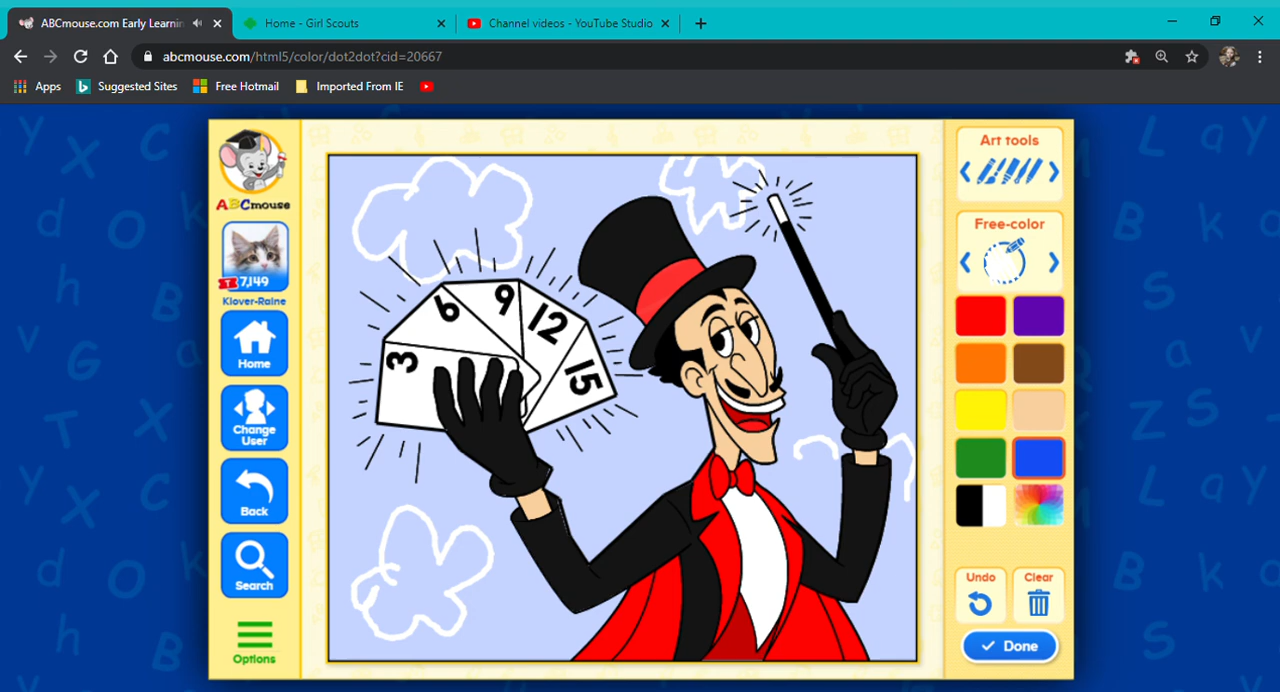 ABCmouse.com Early Learnin
Home - Girl Scouts
Channel videos - YouTube Studio
abcmouse.com/html5/color/dot2dot?cid=20667
Apps
Suggested Sites
Free Hotmail
Imported From IE
ABCmouse
T 7,149
Klover-Raine
Home
Change
User
Back
Search
Options
3
6
9
12
15
Art tools
Free-color
Undo
Clear
Done
y
X
C
d
O
k
h
B
v
G
a
T
X
C
y
X
C
d
O
k
h
B
L a y
B
k
S
v
a
Z S
L a y
B
k
S